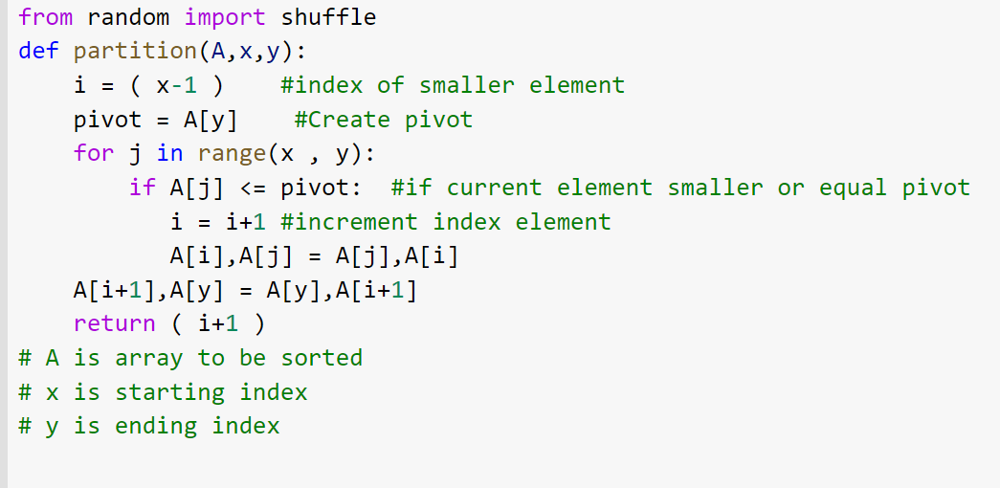 from random import shuffle
def partition(A,x,y):
    i = ( x-1 )    #index of smaller element
    pivot = A[y]    #Create pivot
    for j in range(x , y):
        if A[j] <= pivot:  #if current element smaller or equal pivot
           i = i+1 #increment index element
           A[i],A[j] = A[j],A[i]
    A[i+1],A[y] = A[y],A[i+1]
    return ( i+1 )
# A is array to be sorted
# x is starting index
# y is ending index